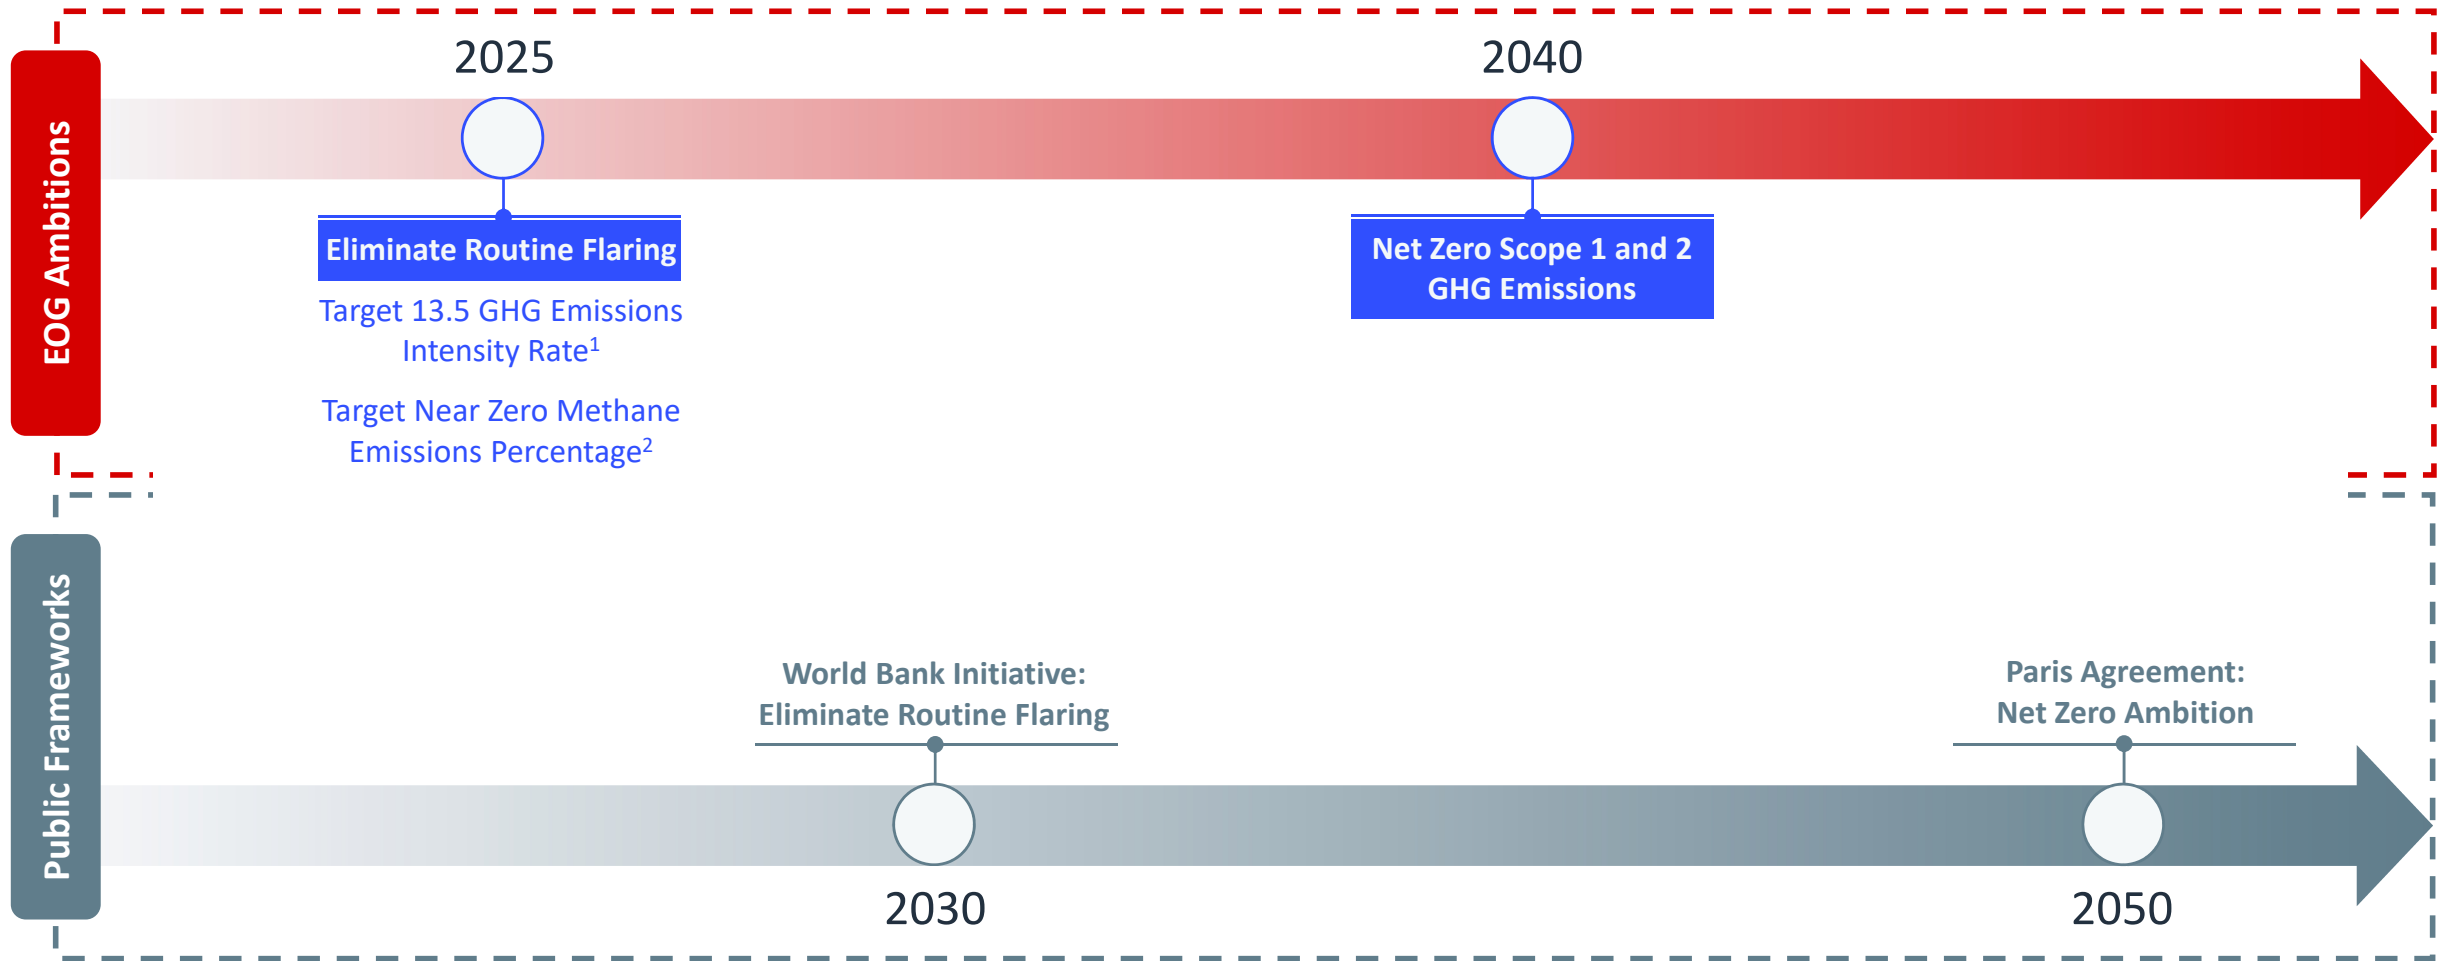 EOG Ambitions
2025
2040
Eliminate Routine Flaring
Target 13.5 GHG Emissions
Intensity Rate¹
Target Near Zero Methane
Emissions Percentage²
Net Zero Scope 1 and 2
GHG Emissions
Public Frameworks
World Bank Initiative:
Eliminate Routine Flaring
Paris Agreement:
Net Zero Ambition
2030
2050